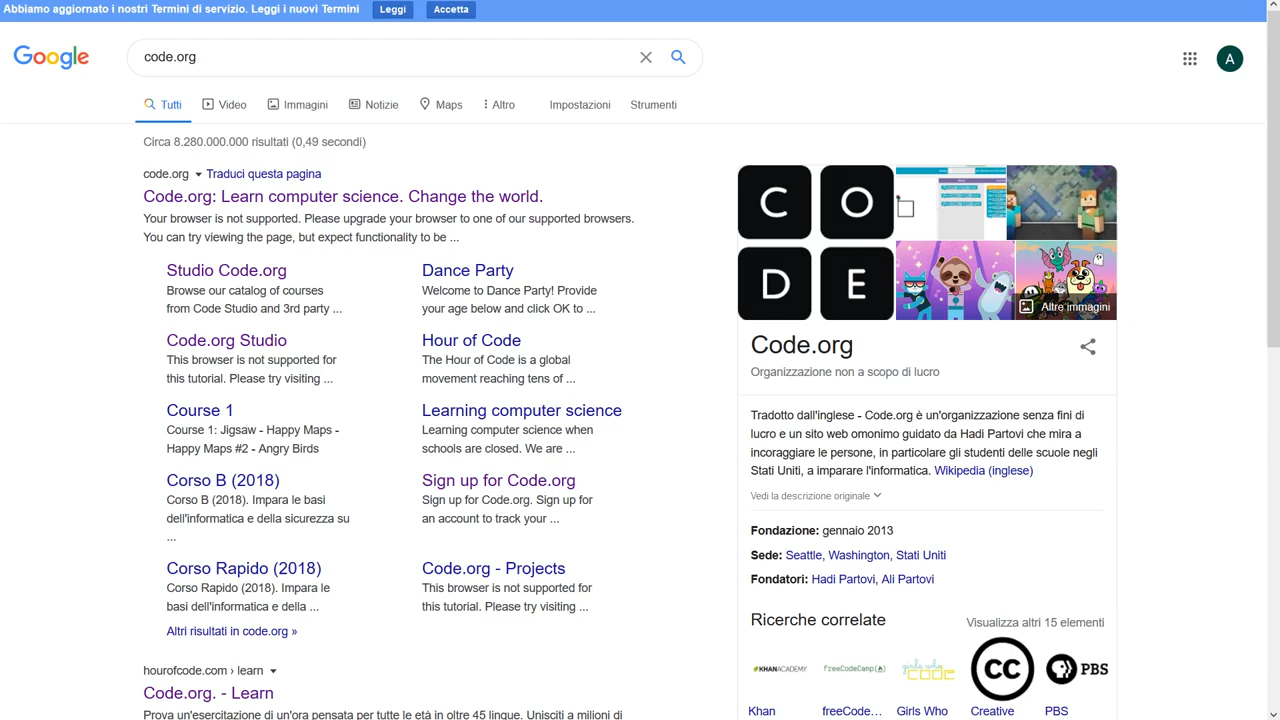 Abbiamo aggiornato i nostri Termini di servizio. Leggi i nuovi Termini Leggi Accetta
Google code.org A
Tutti Video Immagini Notizie Maps Altro Impostazioni Strumenti
Circa 8.280.000.000 risultati (0,49 secondi)
code.org Traduci questa pagina
Code.org: Learn computer science. Change the world.
Your browser is not supported. Please upgrade your browser to one of our supported browsers.
You can try viewing the page, but expect functionality to be ...
Studio Code.org
Browse our catalog of courses
from Code Studio and 3rd party ...
Dance Party
Welcome to Dance Party! Provide
your age below and click OK to ...
Code.org Studio
This browser is not supported for
this tutorial. Please try visiting ...
Hour of Code
The Hour of Code is a global
movement reaching tens of ...
Course 1
Course 1: Jigsaw - Happy Maps -
Happy Maps #2 - Angry Birds
Learning computer science
Learning computer science when
schools are closed. We are ...
Corso B (2018)
Corso B (2018). Impara le basi
dell'informatica e della sicurezza su
...
Sign up for Code.org
Sign up for Code.org. Sign up for
an account to track your ...
Corso Rapido (2018)
Corso Rapido (2018). Impara le
basi dell'informatica e della ...
Code.org - Projects
This browser is not supported for
this tutorial. Please try visiting ...
Altri risultati in code.org »
hourofcode.com › learn
Code.org. - Learn
Prova un'esercitazione di un'ora pensata per tutte le età in oltre 45 lingue. Unisciti a milioni di
C O
D E
Altre immagini
Code.org
Organizzazione non a scopo di lucro
Tradotto dall'inglese - Code.org è un'organizzazione senza fini di
lucro e un sito web omonimo guidato da Hadi Partovi che mira a
incoraggiare le persone, in particolare gli studenti delle scuole negli
Stati Uniti, a imparare l'informatica. Wikipedia (inglese)
Vedi la descrizione originale
Fondazione: gennaio 2013
Sede: Seattle, Washington, Stati Uniti
Fondatori: Hadi Partovi, Ali Partovi
Ricerche correlate Visualizza altri 15 elementi
KHANACADEMY freeCodeCamp girls who code CC PBS
Khan freeCode... Girls Who Creative PBS